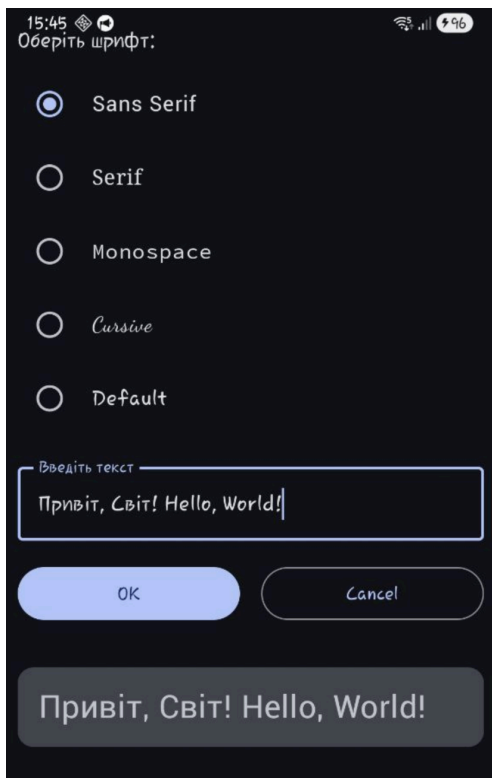 15:45 96
Оберіть шрифт:
Sans Serif
Serif
Monospace
Cursive
Default
Введіть текст
Привіт, Світ! Hello, World!
OK
Cancel
Привіт, Світ! Hello, World!